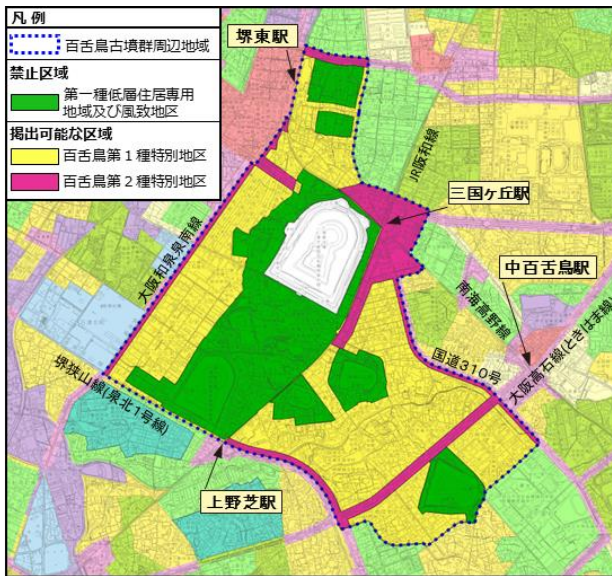 凡 例
百舌鳥古墳群周辺地域
禁止区域
第一種低層住居専用
地域及び風致地区
掲出可能な区域
百舌鳥第１種特別地区
百舌鳥第２種特別地区
堺東駅
JR阪和線
三国ヶ丘駅
大阪和泉泉南線
中百舌鳥駅
南海高野線
国道310号
大阪高石線(ときはま線)
堺狭山線(泉北1号線)
上野芝駅